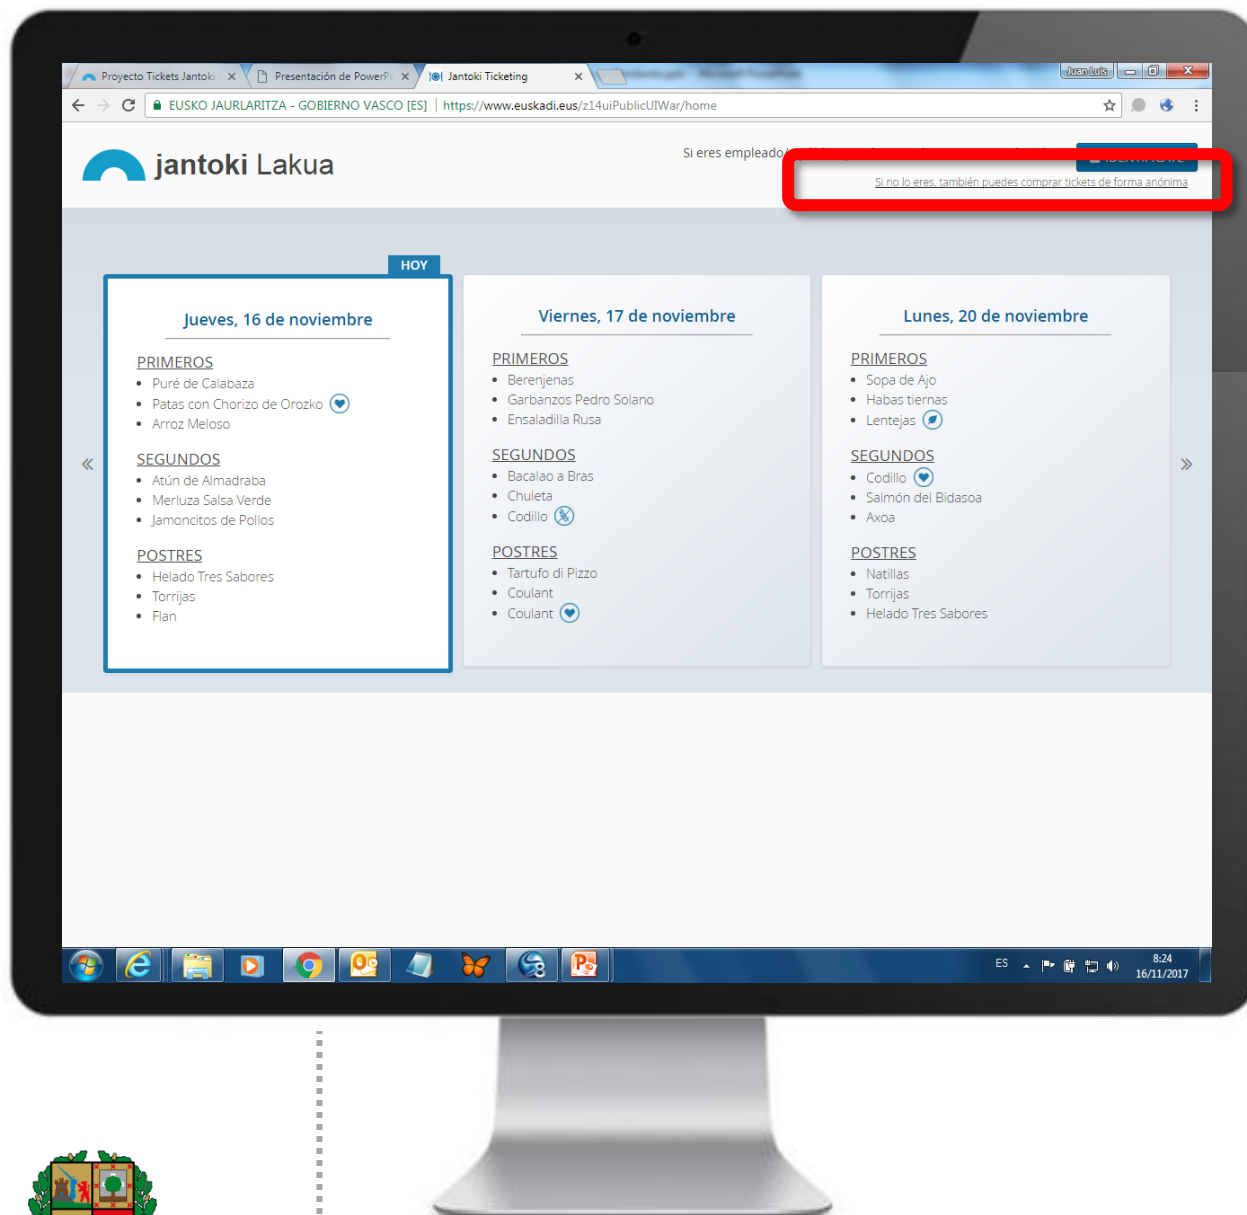 Proyecto Tickets Jantoki
Presentación de PowerP
Jantoki Ticketing
Juan Luis
EUSKO JAURLARITZA - GOBIERNO VASCO [ES] | https://www.euskadi.eus/z14uiPublicUIWar/home
jantoki Lakua
Si eres empleado/
Si no lo eres, también puedes comprar tickets de forma anónima
HOY
Jueves, 16 de noviembre
PRIMEROS
• Puré de Calabaza
• Patas con Chorizo de Orozko
• Arroz Meloso
SEGUNDOS
• Atún de Almadraba
• Merluza Salsa Verde
• Jamoncitos de Pollos
POSTRES
• Helado Tres Sabores
• Torrijas
• Flan
Viernes, 17 de noviembre
PRIMEROS
• Berenjenas
• Garbanzos Pedro Solano
• Ensaladilla Rusa
SEGUNDOS
• Bacalao a Bras
• Chuleta
• Codillo
POSTRES
• Tartufo di Pizzo
• Coulant
• Coulant
Lunes, 20 de noviembre
PRIMEROS
• Sopa de Ajo
• Habas tiernas
• Lentejas
SEGUNDOS
• Codillo
• Salmón del Bidasoa
• Axoa
POSTRES
• Natillas
• Torrijas
• Helado Tres Sabores
ES
8:24
16/11/2017